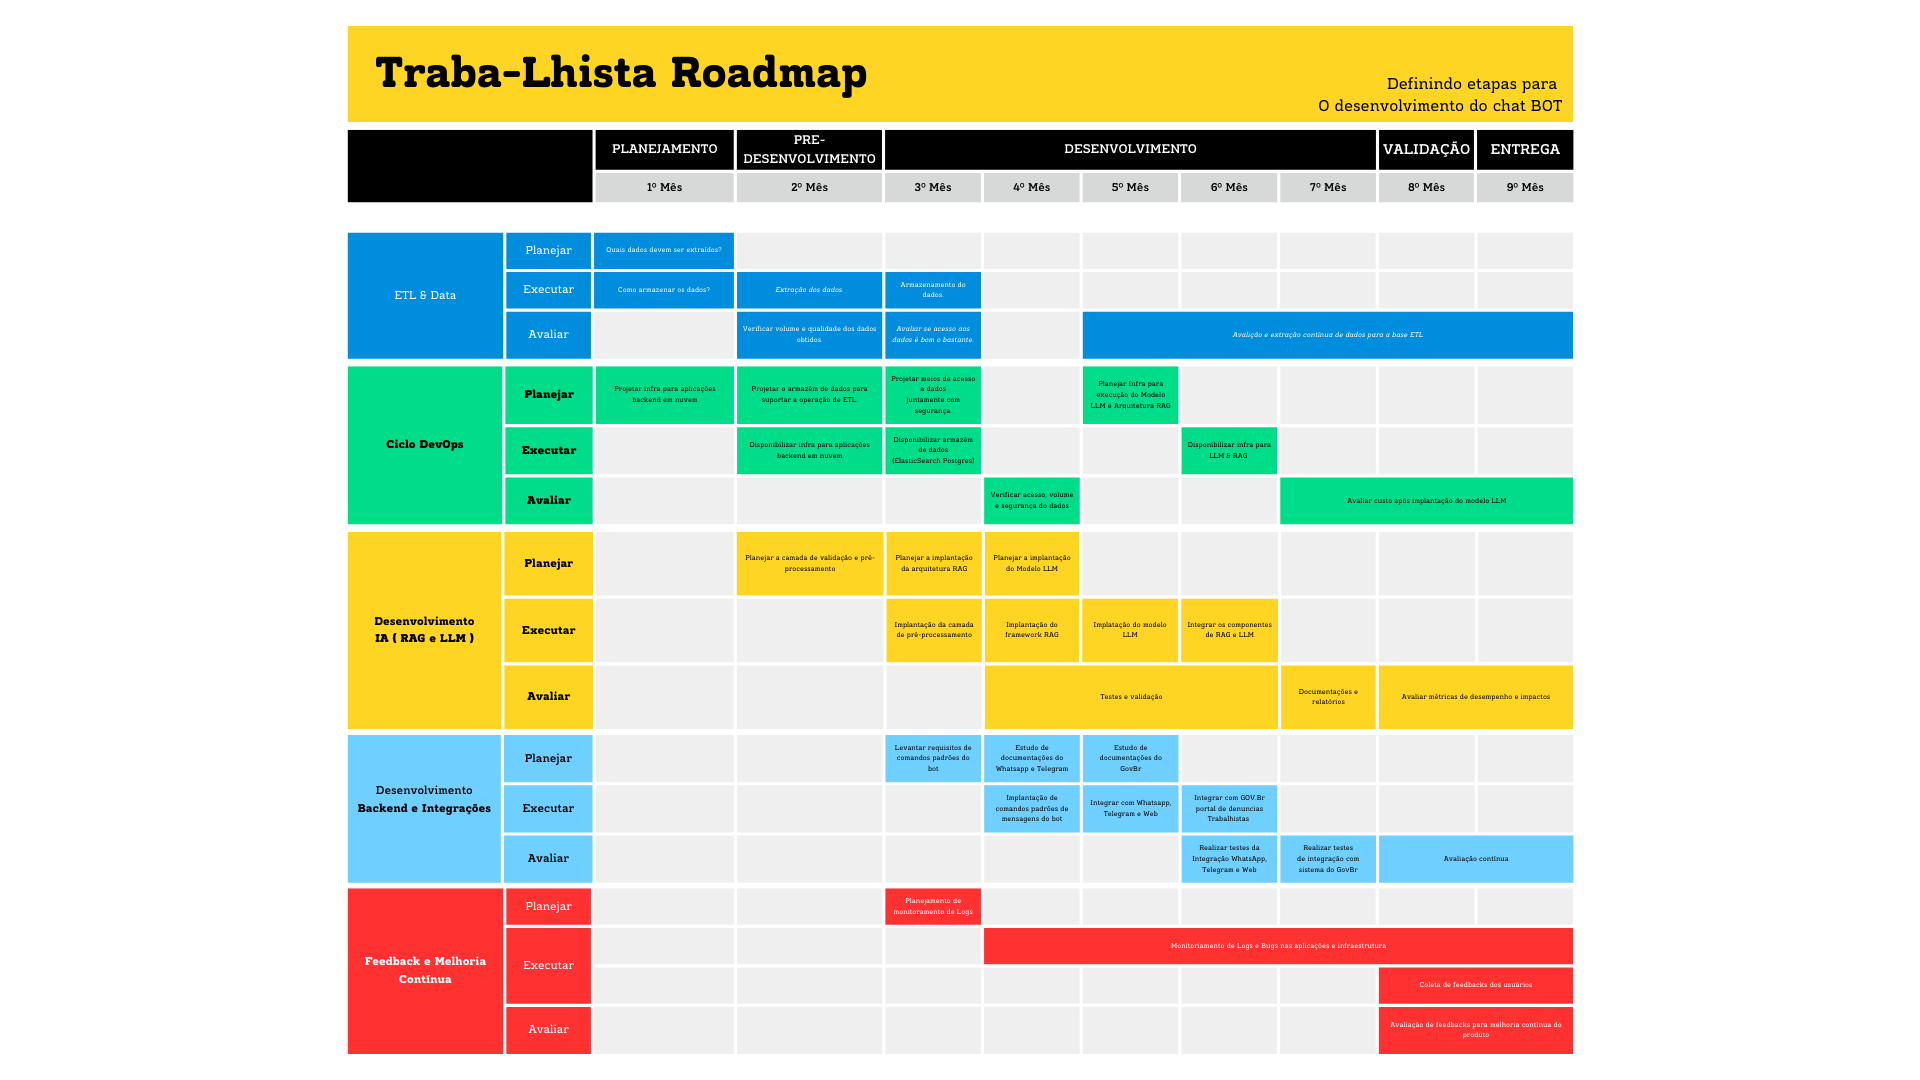 Traba-Lhista Roadmap
Definindo etapas para
O desenvolvimento do chat BOT
PLANEJAMENTO
PRE-
DESENVOLVIMENTO
DESENVOLVIMENTO
VALIDAÇÃO
ENTREGA
1º Mês
2º Mês
3º Mês
4º Mês
5º Mês
6º Mês
7º Mês
8º Mês
9º Mês
ETL & Data
Planejar
Quais dados devem ser extraídos?
Executar
Como armazenar os dados?
Extração dos dados.
Armazenamento do
dados.
Avaliar
Verificar volume e qualidade dos dados
obtidos.
Avaliar se acesso aos
dados é bom o bastante.
Avalição e extração contínua de dados para a base ETL
Ciclo DevOps
Planejar
Projetar infra para aplicações
backend em nuvem
Projetar o armazém de dados para
suportar a operação de ETL.
Projetar meios de acesso
a dados
juntamente com
segurança.
Planejar Infra para
execução do Modelo
LLM e Arquitetura RAG
Executar
Disponibilizar infra para aplicações
backend em nuvem
Disponibilizar armazém
de dados
(ElasticSearch Postgres)
Disponibilizar infra para
LLM & RAG
Avaliar
Verificar acesso, volume
e segurança do dados
Avaliar custo após implantação do modelo LLM
Desenvolvimento
IA ( RAG e LLM )
Planejar
Planejar a camada de validação e pré-
processamento
Planejar a implantação
da arquitetura RAG
Planejar a implantação
do Modelo LLM
Executar
Implantação da camada
de pré-processamento
Implantação do
framework RAG
Implatação do modelo
LLM
Integrar os componentes
de RAG e LLM
Avaliar
Testes e validação
Documentações e
relatórios
Avaliar métricas de desempenho e impactos
Desenvolvimento
Backend e Integrações
Planejar
Levantar requisitos de
comandos padrões do
bot
Estudo de
documentações do
Whatsapp e Telegram
Estudo de
documentações do
GovBr
Executar
Implantação de
comandos padrões de
mensagens do bot
Integrar com Whatsapp,
Telegram e Web
Integrar com GOV.Br
portal de denuncias
Trabalhistas
Avaliar
Realizar testes da
Integração WhatsApp,
Telegram e Web
Realizar testes
de integração com
sistema do GovBr
Avaliação contínua
Feedback e Melhoria
Contínua
Planejar
Planejamento de
monitoramento de Logs
Executar
Monitoriamento de Logs e Bugs nas aplicações e infraestrutura
Coleta de feedbacks dos usuários
Avaliar
Avaliação de feedbacks para melhoria contínua do
produto